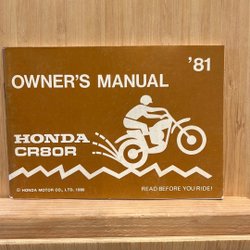 '81
OWNER'S MANUAL
HONDA
CR80R
© HONDA MOTOR CO., LTD. 1980
READ BEFORE YOU RIDE!